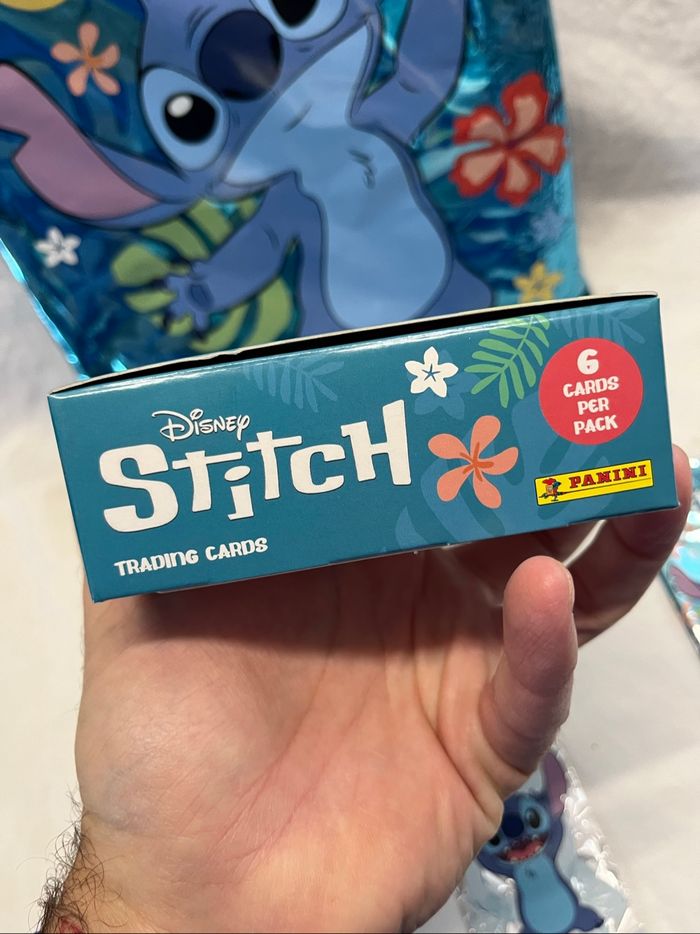 Disney
Stitch
TRADING CARDS
6
CARDS
PER
PACK
PANINI